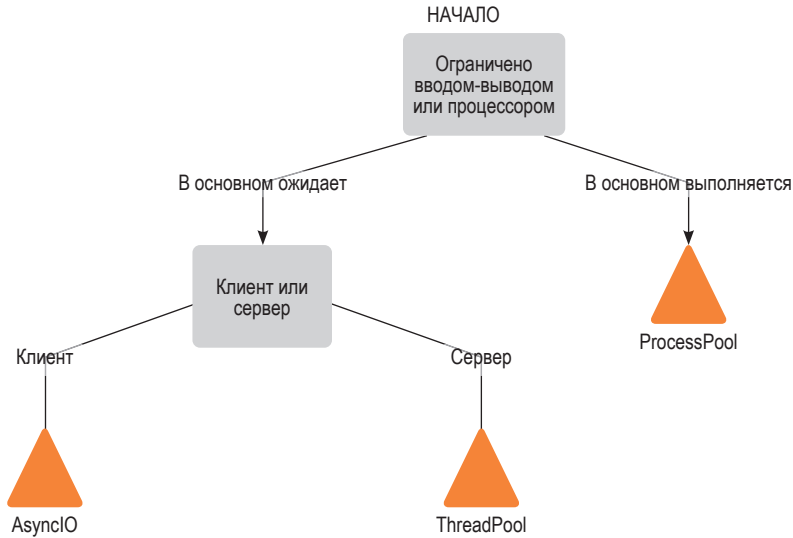 НАЧАЛО
Ограничено
вводом-выводом
или процессором
В основном ожидает
В основном выполняется
Клиент или
сервер
ProcessPool
Клиент
Сервер
AsyncIO
ThreadPool